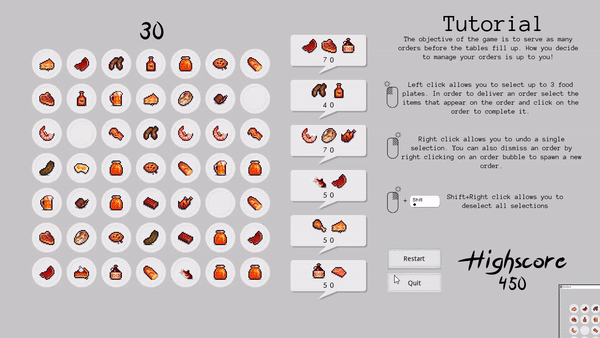 30
Tutorial
The objective of the game is to serve as many
orders before the tables fill up. How you decide
to manage your orders is up to you!
70
40
Left click allows you to select up to 3 food
plates. In order to deliver an order select the
items that appear on the order and click on the
order to complete it.
70
Right click allows you to undo a single
selection. You can also dismiss an order by
right clicking on an order bubble to spawn a new
order.
50
+ Shift
Shift+Right click allows you to
deselect all selections
50
50
Restart
Quit
Highscore
450